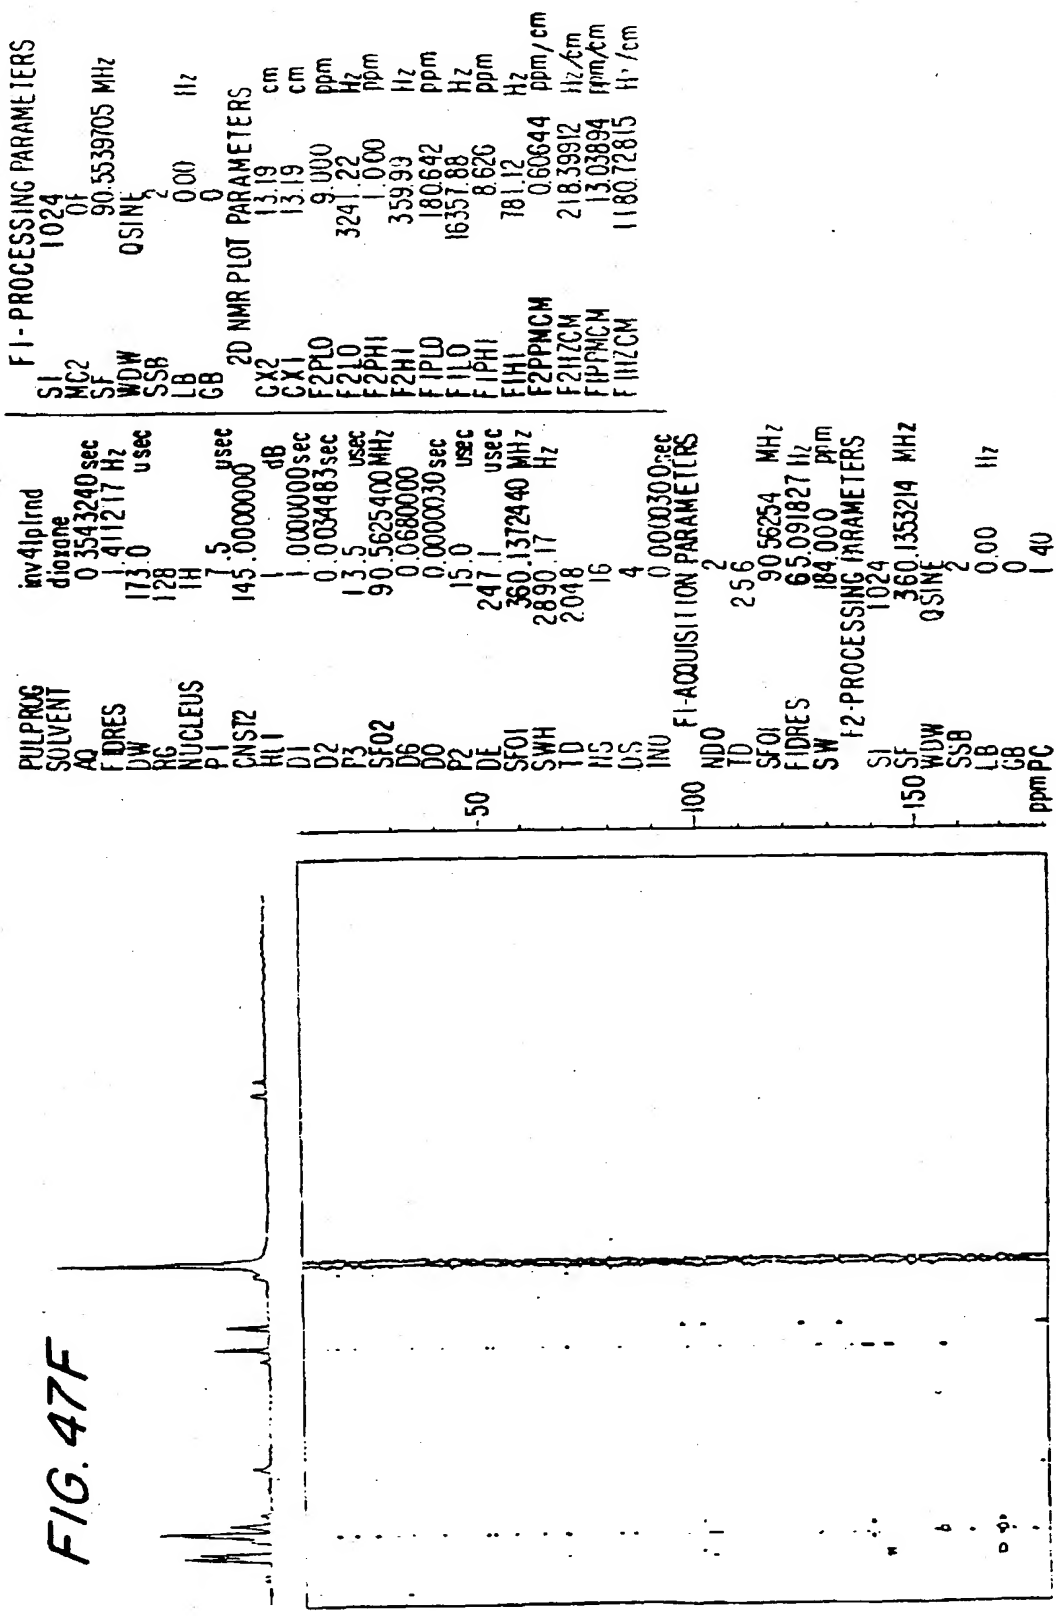 FIG. 47F
PULPROG inv41plrnd
SOLVENT dioxane
AQ 0.3543240 sec
FIDRES 1.4111217 Hz
DW 173.0 usec
RG 128
NUCLEUS 1H
P1 7.5 usec
CNST2 145.0000000
HL1 1 dB
D1 1.0000000 sec
D2 0.0034483 sec
P3 13.5 usec
SFO2 90.5625400 MHz
D6 0.0680000
D0 0.0000030 sec
P2 15.0 usec
DE 247.1 usec
SFO1 360.1372440 MHz
SWH 2890.17 Hz
TD 2048
NS 16
DS 4
IN0 0.0000300 sec
F1-ACQUISITION PARAMETERS
ND0 2
TD 256
SFO1 90.56254 MHz
FIDRES 65.091827 Hz
SW 184.000 ppm
F2-PROCESSING PARAMETERS
SI 1024
SF 360.1353214 MHz
WDW QSINE
SSB 2
LB 0.00 Hz
GB 0
PC 1.40
F1-PROCESSING PARAMETERS
SI 1024
MC2 QF
SF 90.5539705 MHz
WDW QSINE
SSB 2
LB 0.00 Hz
GB 0
2D NMR PLOT PARAMETERS
CX2 13.19 cm
CX1 13.19 cm
F2PLO 9.000 ppm
F2LO 3241.22 Hz
F2PHI 1.000 ppm
F2HI 359.99 Hz
F1PLO 180.642 ppm
F1LO 16357.88 Hz
F1PHI 8.626 ppm
F1HI 781.12 Hz
F2PPMCM 0.60644 ppm/cm
F2HZCM 218.39912 Hz/cm
F1PPMCM 13.03894 ppm/cm
F1HZCM 1180.72815 Hz/cm
50
100
150
ppm